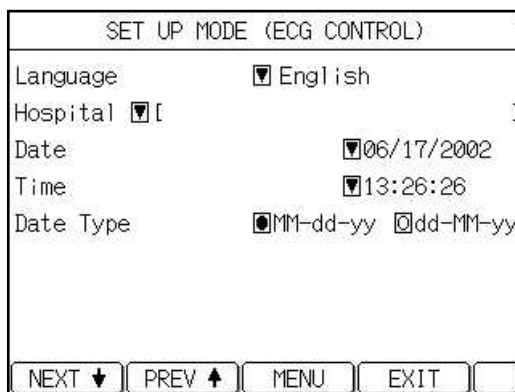 SET UP MODE (ECG CONTROL)
Language ▼ English
Hospital ▼ [ ]
Date ▼ 06/17/2002
Time ▼ 13:26:26
Date Type ● MM-dd-yy O dd-MM-yy
NEXT ↓ PREV ↑ MENU EXIT